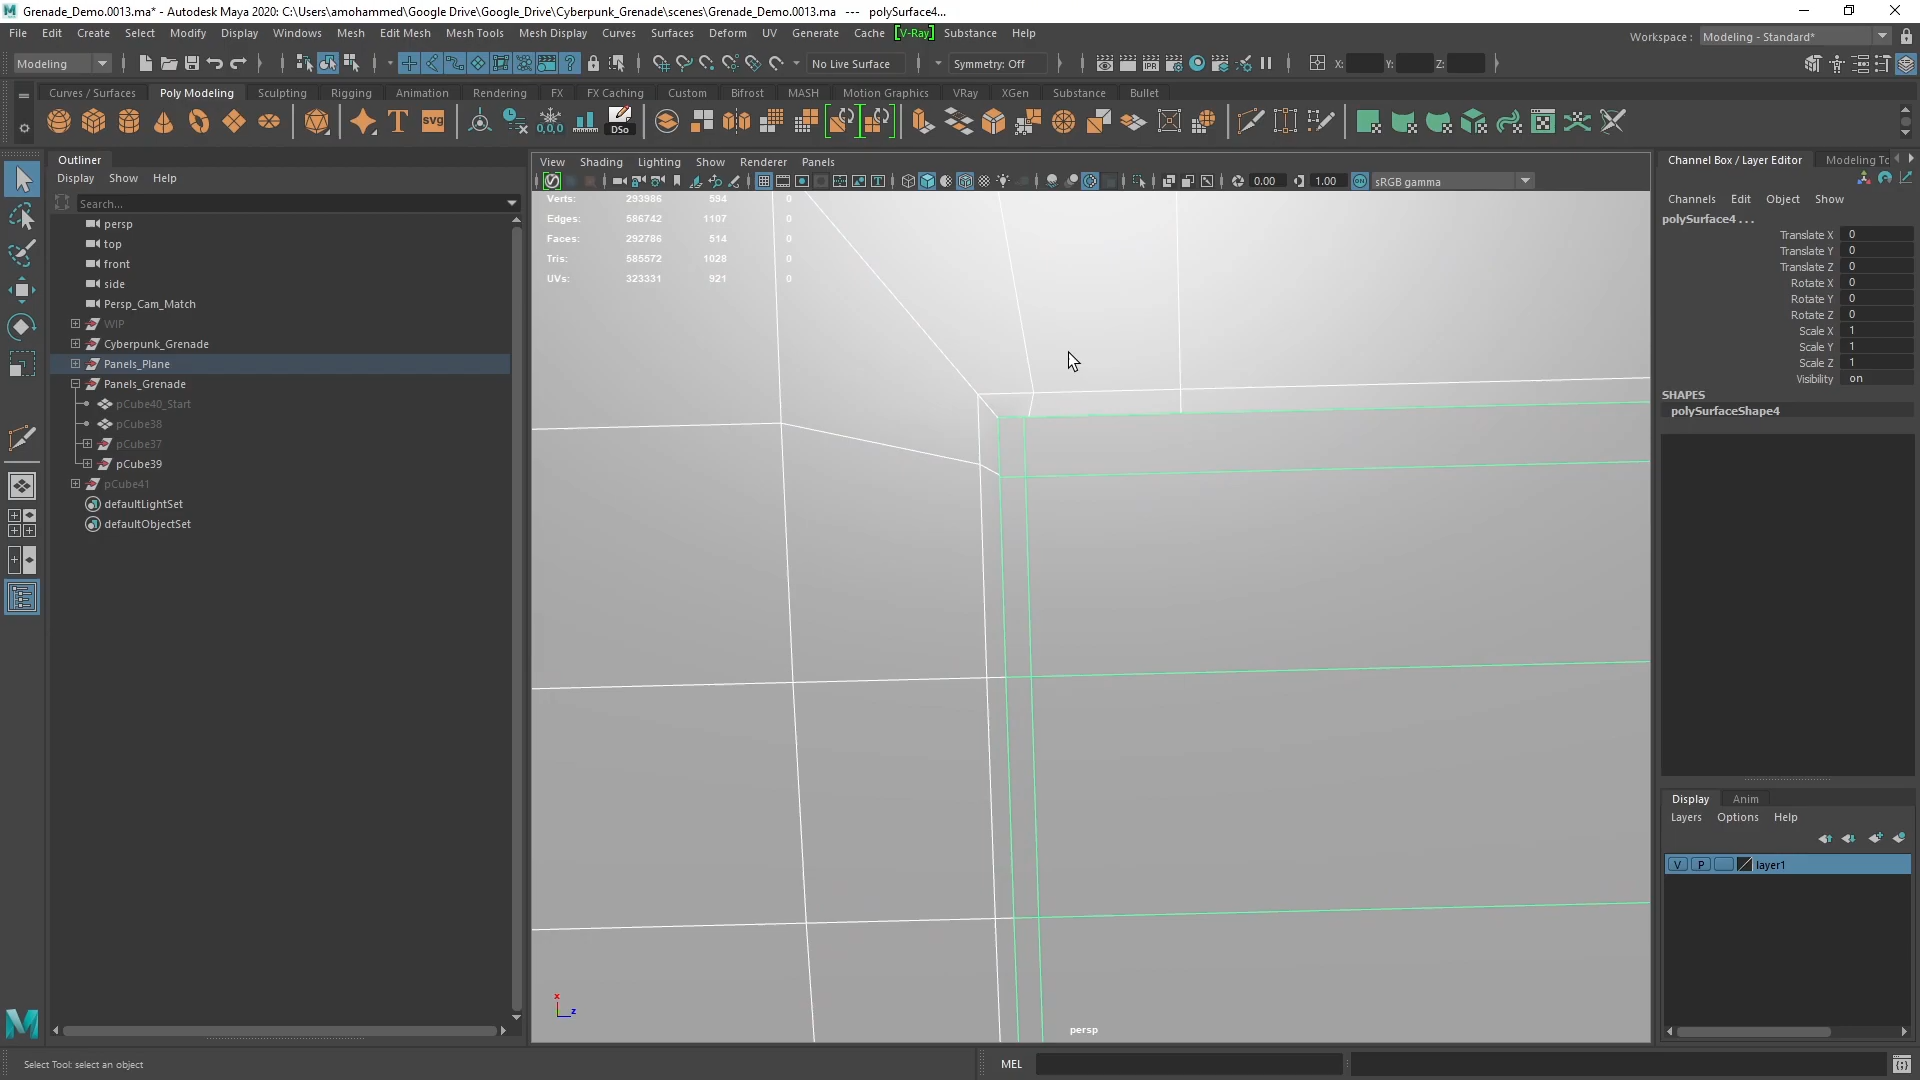 Grenade_Demo.0013.ma* - Autodesk Maya 2020: C:\Users\amohammed\Google Drive\Google_Drive\Cyberpunk_Grenade\scenes\Grenade_Demo.0013.ma --- polySurface4...
File Edit Create Select Modify Display Windows Mesh Edit Mesh Mesh Tools Mesh Display Curves Surfaces Deform UV Generate Cache [V-Ray] Substance Help
Workspace : Modeling - Standard*
Modeling No Live Surface Symmetry: Off X: Y: Z:
Curves / Surfaces Poly Modeling Sculpting Rigging Animation Rendering FX FX Caching Custom Bifrost MASH Motion Graphics VRay XGen Substance Bullet
T svg 0,0,0 DSo
Outliner
Display Show Help
Search...
persp
top
front
side
Persp_Cam_Match
WIP
Cyberpunk_Grenade
Panels_Plane
Panels_Grenade
pCube40_Start
pCube38
pCube37
pCube39
pCube41
defaultLightSet
defaultObjectSet
View Shading Lighting Show Renderer Panels
0.00 1.00 sRGB gamma
Verts: 293986 594 0
Edges: 586742 1107 0
Faces: 292786 514 0
Tris: 585572 1028 0
UVs: 323331 921 0
x
z
persp
Channel Box / Layer Editor Modeling To
Channels Edit Object Show
polySurface4 . . .
Translate X 0
Translate Y 0
Translate Z 0
Rotate X 0
Rotate Y 0
Rotate Z 0
Scale X 1
Scale Y 1
Scale Z 1
Visibility on
SHAPES
polySurfaceShape4
Display Anim
Layers Options Help
V P layer1
Select Tool: select an object
MEL